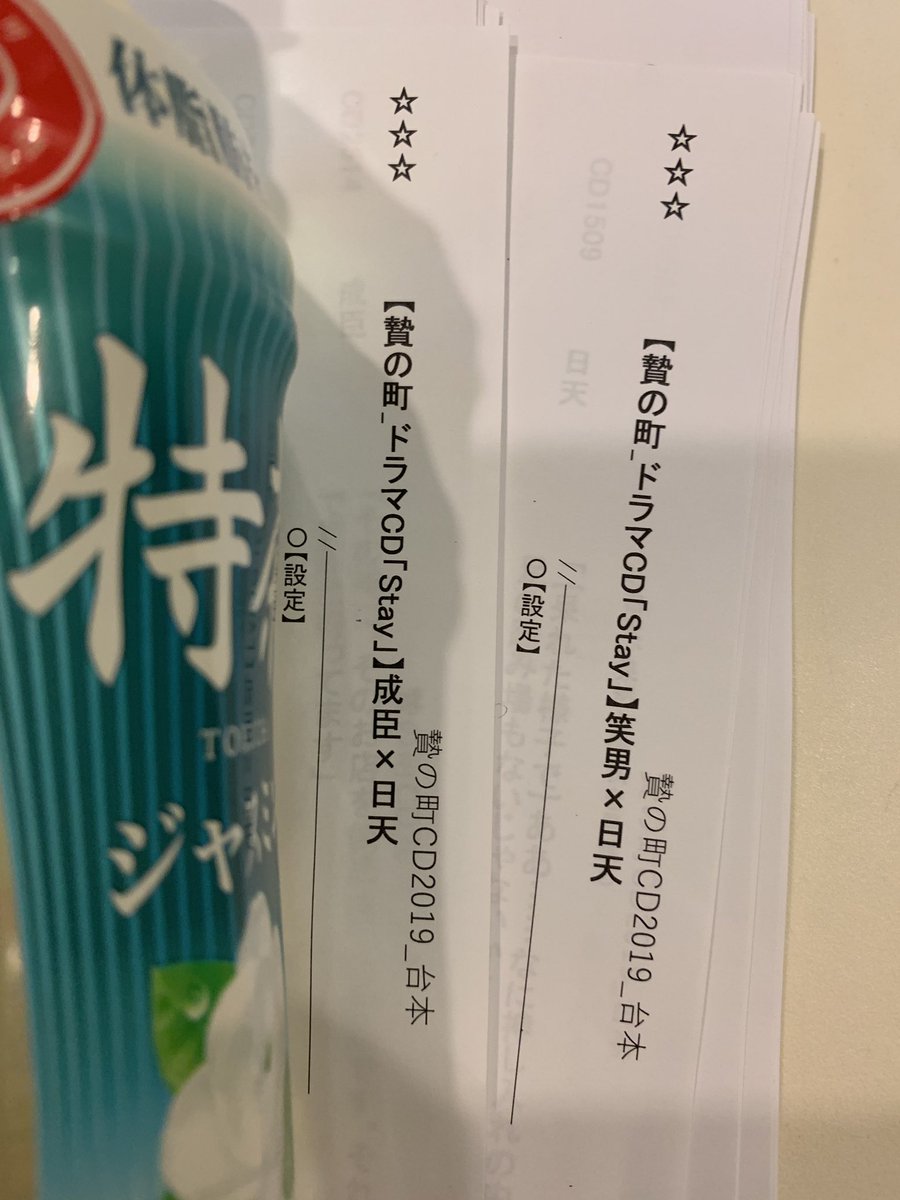 贄の町CD2019_台本
☆☆☆
【贄の町_ドラマCD「Stay」】笑男×日天
//
〇【設定】
CD1509
日天
贄の町CD2019_台本
☆☆☆
【贄の町_ドラマCD「Stay」】成臣×日天
//
〇【設定】
体脂肪
特
ジャ